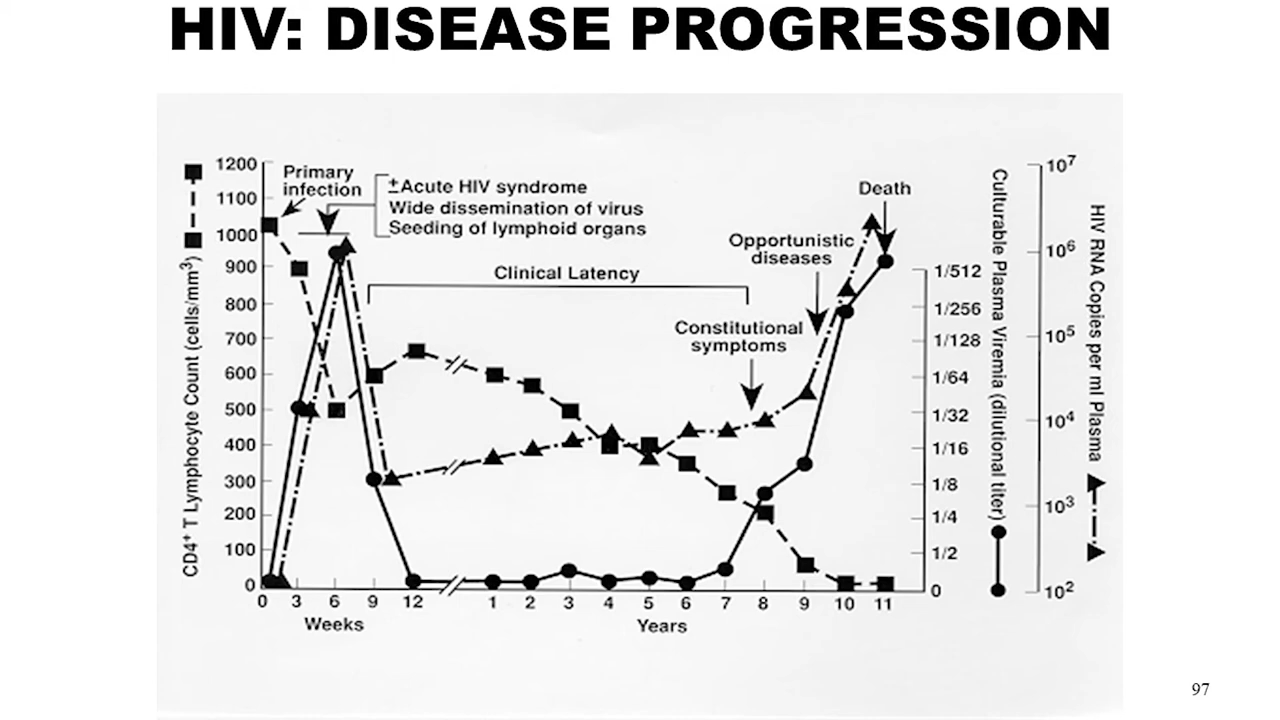 HIV: DISEASE PROGRESSION
Primary
infection
±Acute HIV syndrome
Wide dissemination of virus
Seeding of lymphoid organs
Clinical Latency
Constitutional
symptoms
Opportunistic
diseases
Death
CD4⁺ T Lymphocyte Count (cells/mm³)
1200
1100
1000
900
800
700
600
500
400
300
200
100
0
0 3 6 9 12 1 2 3 4 5 6 7 8 9 10 11
Weeks Years
1/512
1/256
1/128
1/64
1/32
1/16
1/8
1/4
1/2
0
Culturable Plasma Viremia (dilutional titer)
10⁷
10⁶
10⁵
10⁴
10³
10²
HIV RNA Copies per ml Plasma
97